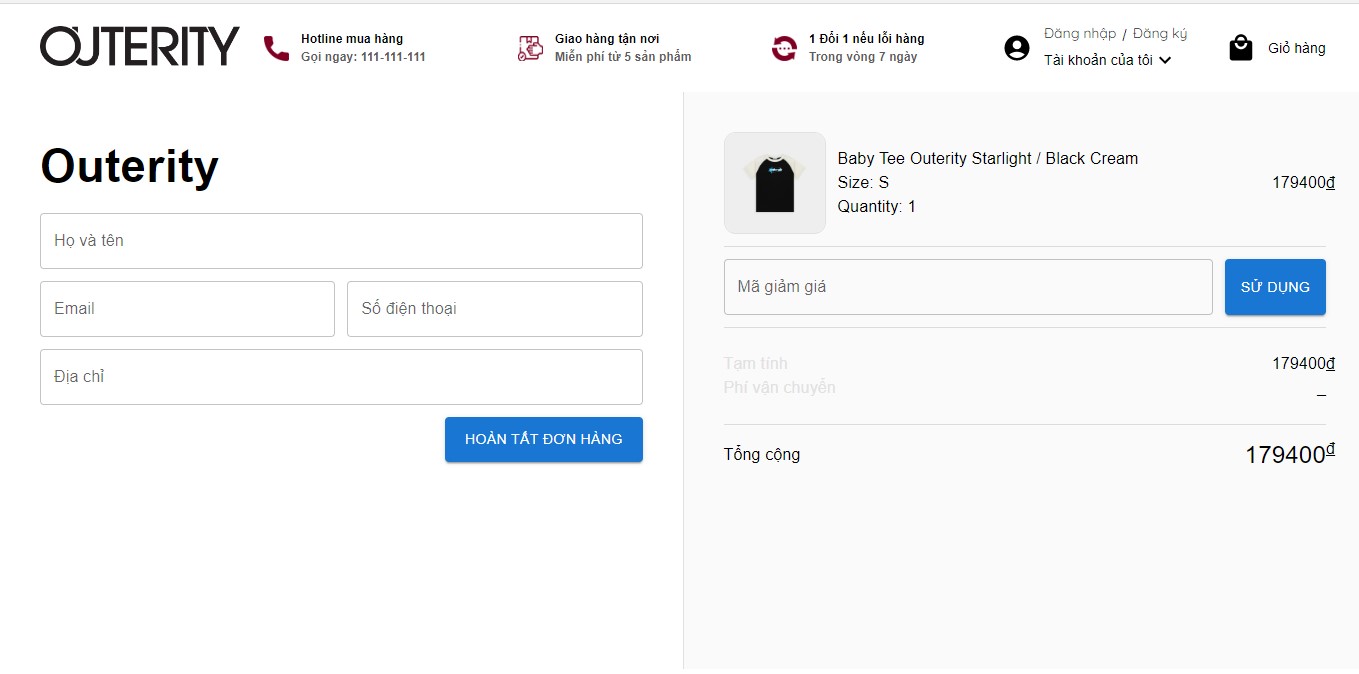 OUTERITY
Hotline mua hàng
Gọi ngay: 111-111-111
Giao hàng tận nơi
Miễn phí từ 5 sản phẩm
1 Đổi 1 nếu lỗi hàng
Trong vòng 7 ngày
Đăng nhập / Đăng ký
Tài khoản của tôi
Giỏ hàng
Outerity
Họ và tên
Email
Số điện thoại
Địa chỉ
HOÀN TẤT ĐƠN HÀNG
Baby Tee Outerity Starlight / Black Cream
Size: S
Quantity: 1
179400₫
Mã giảm giá
SỬ DỤNG
Tạm tính
179400₫
Phí vận chuyển
–
Tổng cộng
179400₫